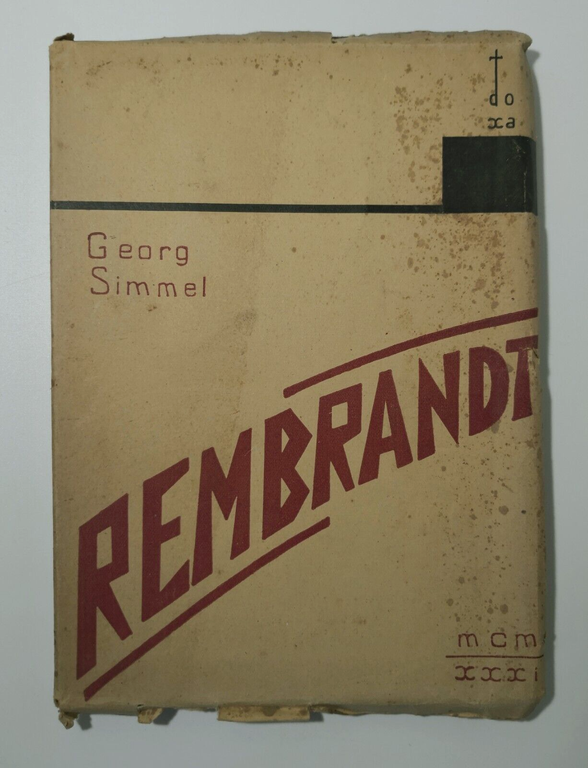 do
xa
Georg
Simmel
REMBRANDT
mcm
xxxi